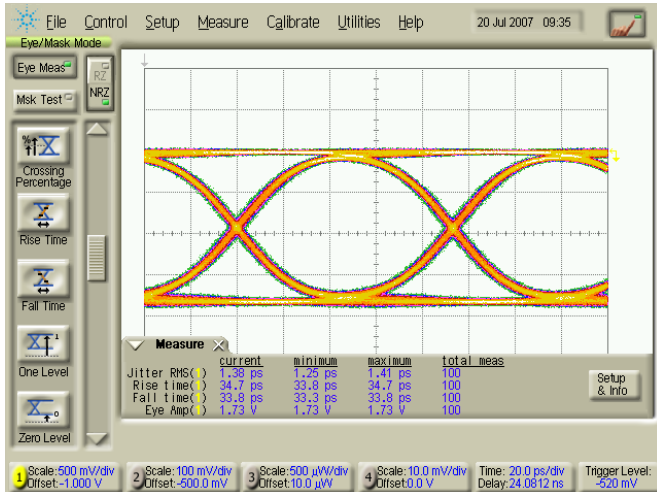 File Control Setup Measure Calibrate Utilities Help 20 Jul 2007 09:35
Eye/Mask Mode
Eye Meas
RZ
Msk Test
NRZ
Crossing
Percentage
Rise Time
Fall Time
One Level
Zero Level
Measure
current minimum maximum total meas
Jitter RMS(1) 1.38 ps 1.25 ps 1.41 ps 100
Rise time(1) 34.7 ps 33.8 ps 34.7 ps 100
Fall time(1) 33.8 ps 33.3 ps 33.8 ps 100
Eye Amp(1) 1.73 V 1.73 V 1.73 V 100
Setup
& Info
1 Scale:500 mV/div
Offset:-1.000 V
2 Scale:100 mV/div
Offset:-500.0 mV
3 Scale:500 µW/div
Offset:10.0 µW
4 Scale:10.0 mV/div
Offset:0.0 V
Time:20.0 ps/div
Delay:24.0812 ns
Trigger Level:
-520 mV